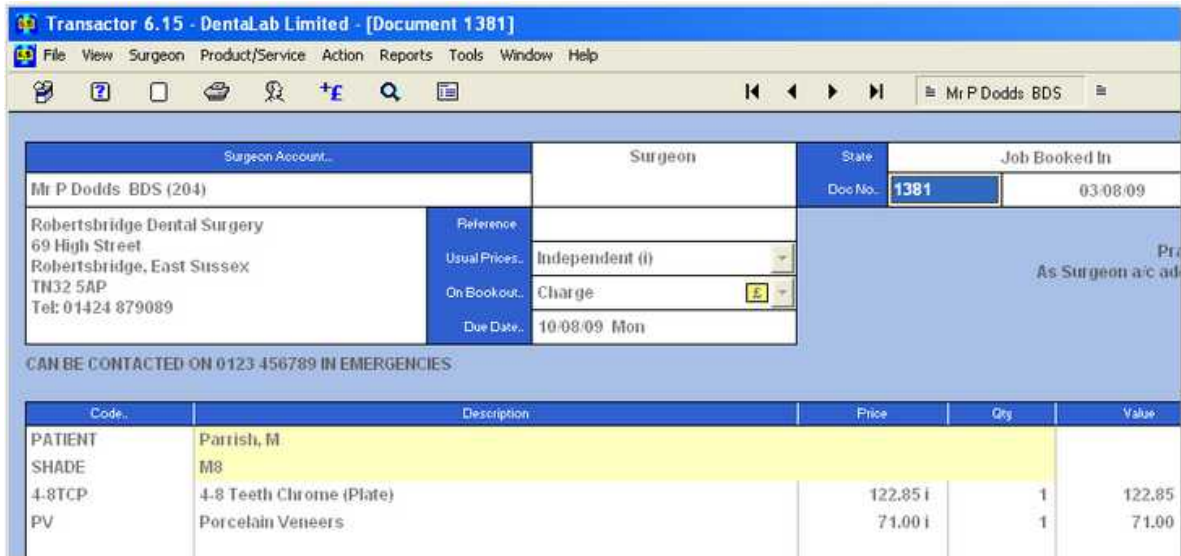 Transactor 6.15 - DentaLab Limited - [Document 1381]
File View Surgeon Product/Service Action Reports Tools Window Help
+£ Mr P Dodds BDS
Surgeon Account.. Surgeon State Job Booked In
Mr P Dodds BDS (204) Doc No.. 1381 03/08/09
Robertsbridge Dental Surgery
69 High Street
Robertsbridge, East Sussex
TN32 5AP
Tel: 01424 879089
Reference
Usual Prices.. Independent (i)
On Bookout.. Charge £
Due Date.. 10/08/09 Mon
As Surgeon a/c
CAN BE CONTACTED ON 0123 456789 IN EMERGENCIES
Code.. Description Price Qty Value
PATIENT Parrish, M
SHADE M8
4-8TCP 4-8 Teeth Chrome (Plate) 122.85 i 1 122.85
PV Porcelain Veneers 71.00 i 1 71.00